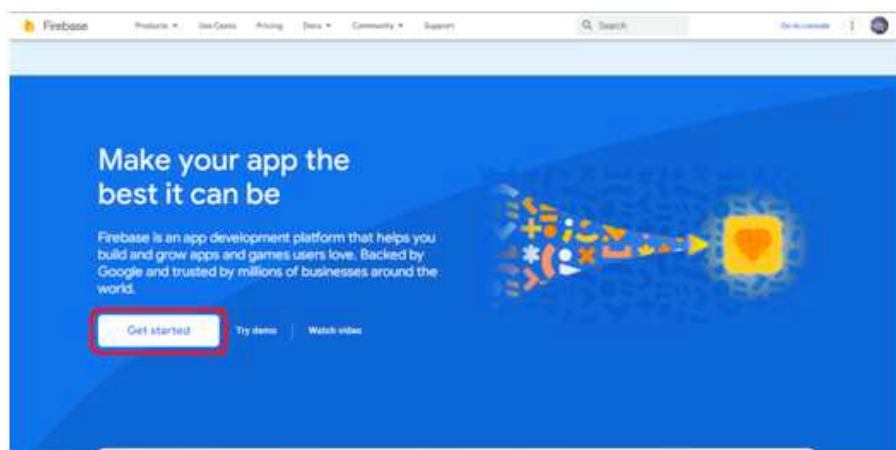 Firebase Products Use Cases Pricing Docs Community Support Search Go to console
Make your app the
best it can be
Firebase is an app development platform that helps you
build and grow apps and games users love. Backed by
Google and trusted by millions of businesses around the
world.
Get started Try demo Watch video